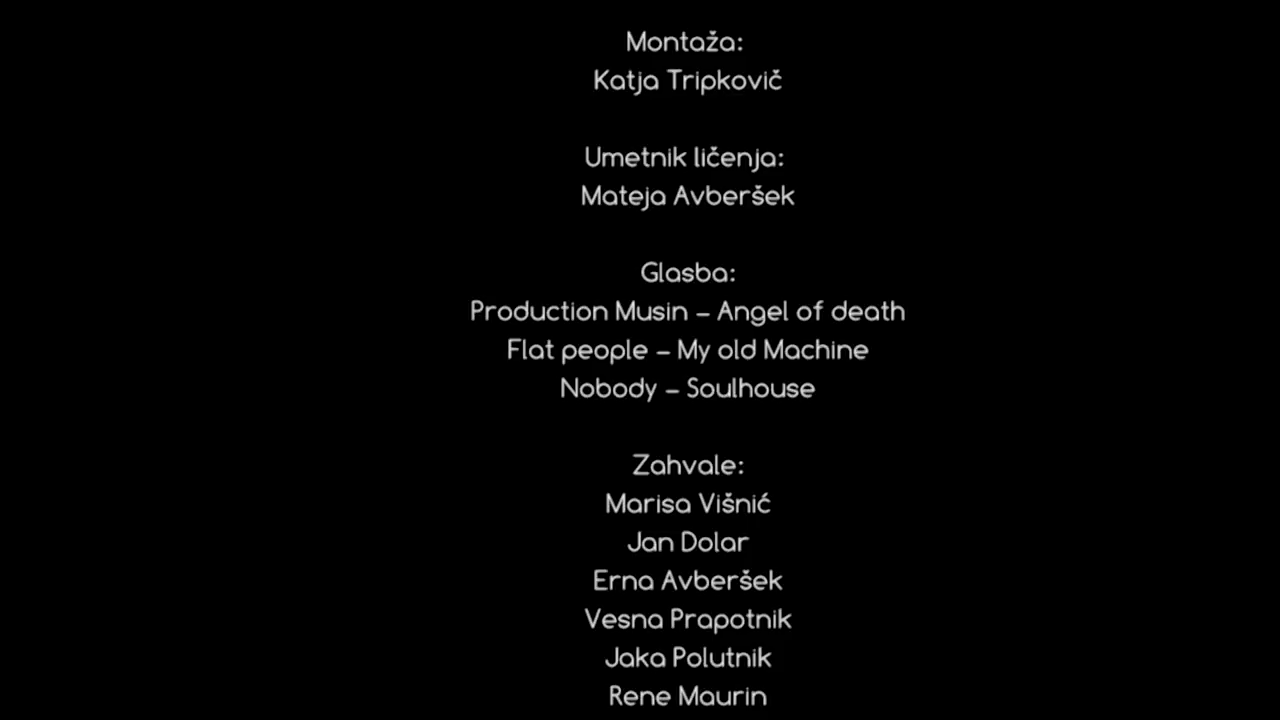 Montaža:
Katja Tripkovič
Umetnik ličenja:
Mateja Avberšek
Glasba:
Production Musin – Angel of death
Flat people – My old Machine
Nobody – Soulhouse
Zahvale:
Marisa Višnić
Jan Dolar
Erna Avberšek
Vesna Prapotnik
Jaka Polutnik
Rene Maurin